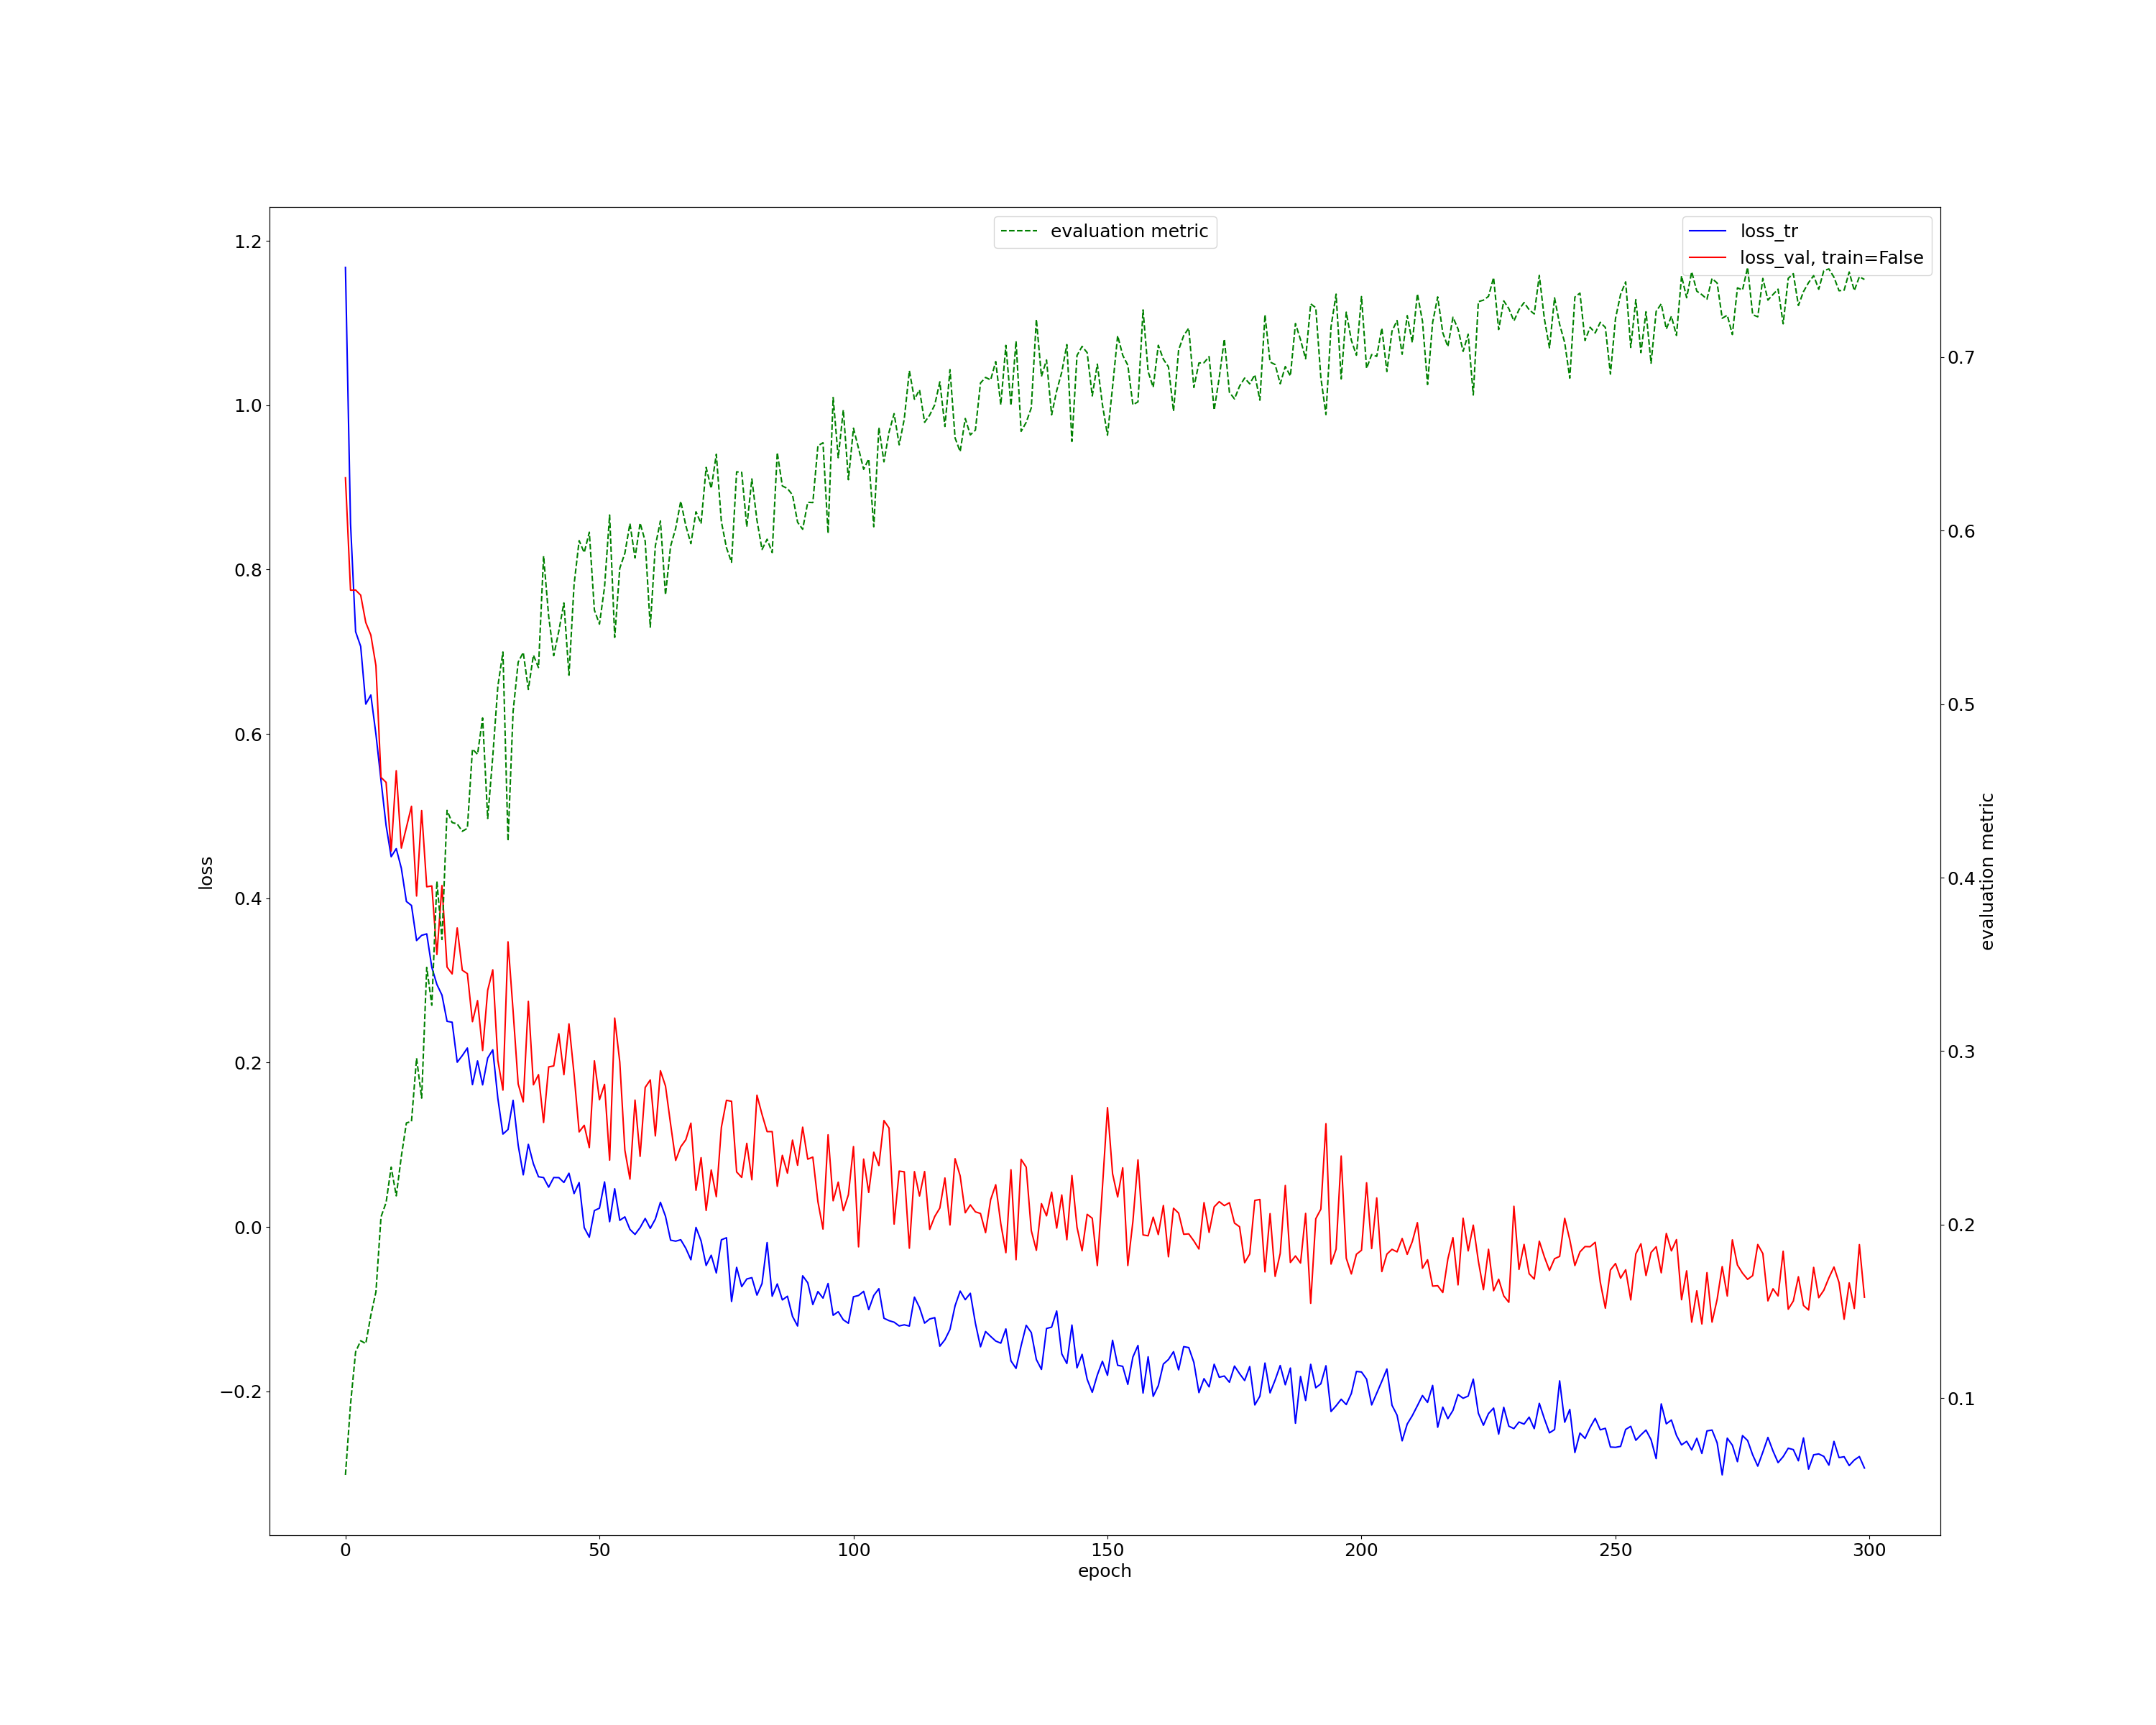 evaluation metric
loss_tr
loss_val, train=False
1.2
1.0
0.8
0.6
0.4
0.2
0.0
−0.2
loss
0.7
0.6
0.5
0.4
0.3
0.2
0.1
evaluation metric
0 50 100 150 200 250 300
epoch